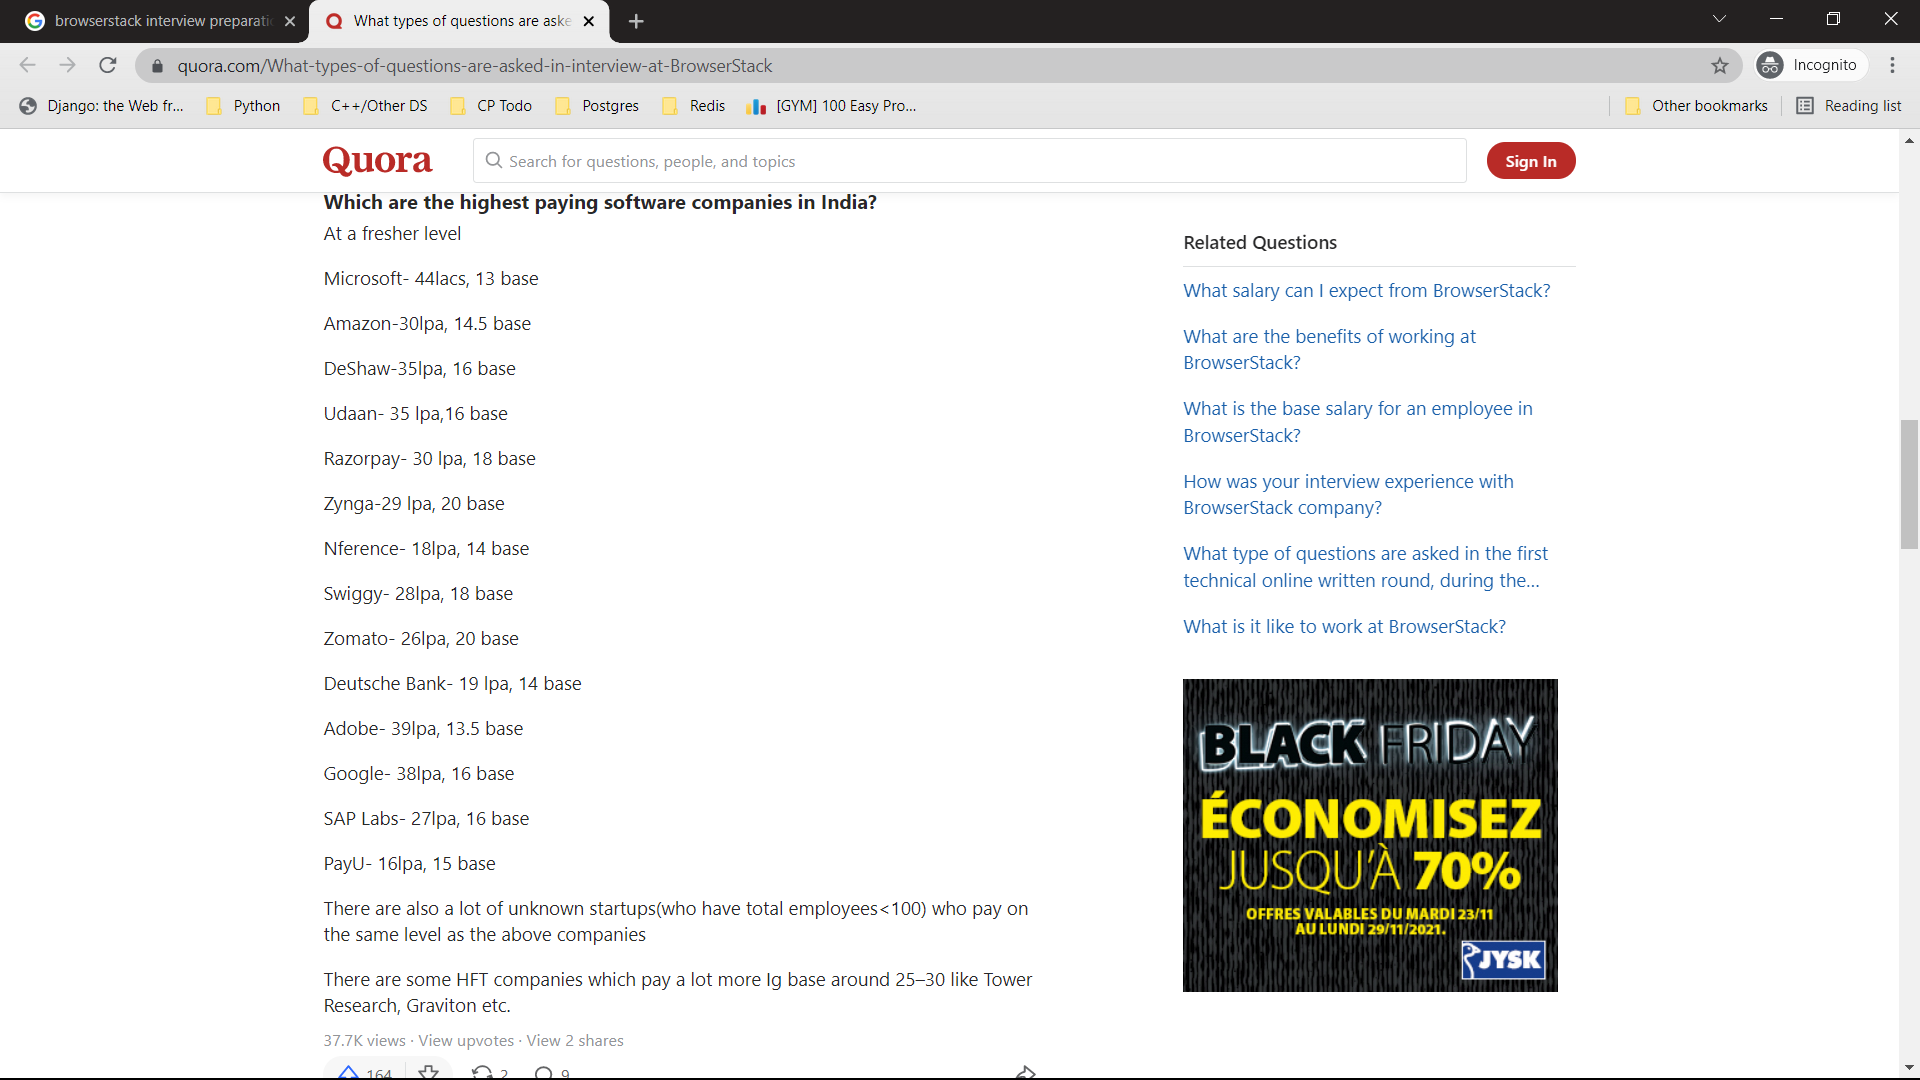 browserstack interview preparati
What types of questions are aske
quora.com/What-types-of-questions-are-asked-in-interview-at-BrowserStack
Incognito
Django: the Web fr...
Python
C++/Other DS
CP Todo
Postgres
Redis
[GYM] 100 Easy Pro...
Other bookmarks
Reading list
Quora
Search for questions, people, and topics
Sign In
Which are the highest paying software companies in India?
At a fresher level
Microsoft- 44lacs, 13 base
Amazon-30lpa, 14.5 base
DeShaw-35lpa, 16 base
Udaan- 35 lpa,16 base
Razorpay- 30 lpa, 18 base
Zynga-29 lpa, 20 base
Nference- 18lpa, 14 base
Swiggy- 28lpa, 18 base
Zomato- 26lpa, 20 base
Deutsche Bank- 19 lpa, 14 base
Adobe- 39lpa, 13.5 base
Google- 38lpa, 16 base
SAP Labs- 27lpa, 16 base
PayU- 16lpa, 15 base
There are also a lot of unknown startups(who have total employees<100) who pay on
the same level as the above companies
There are some HFT companies which pay a lot more Ig base around 25–30 like Tower
Research, Graviton etc.
37.7K views · View upvotes · View 2 shares
164
2
9
Related Questions
What salary can I expect from BrowserStack?
What are the benefits of working at
BrowserStack?
What is the base salary for an employee in
BrowserStack?
How was your interview experience with
BrowserStack company?
What type of questions are asked in the first
technical online written round, during the...
What is it like to work at BrowserStack?
BLACK FRIDAY
ÉCONOMISEZ
JUSQU'À 70%
OFFRES VALABLES DU MARDI 23/11
AU LUNDI 29/11/2021.
JYSK